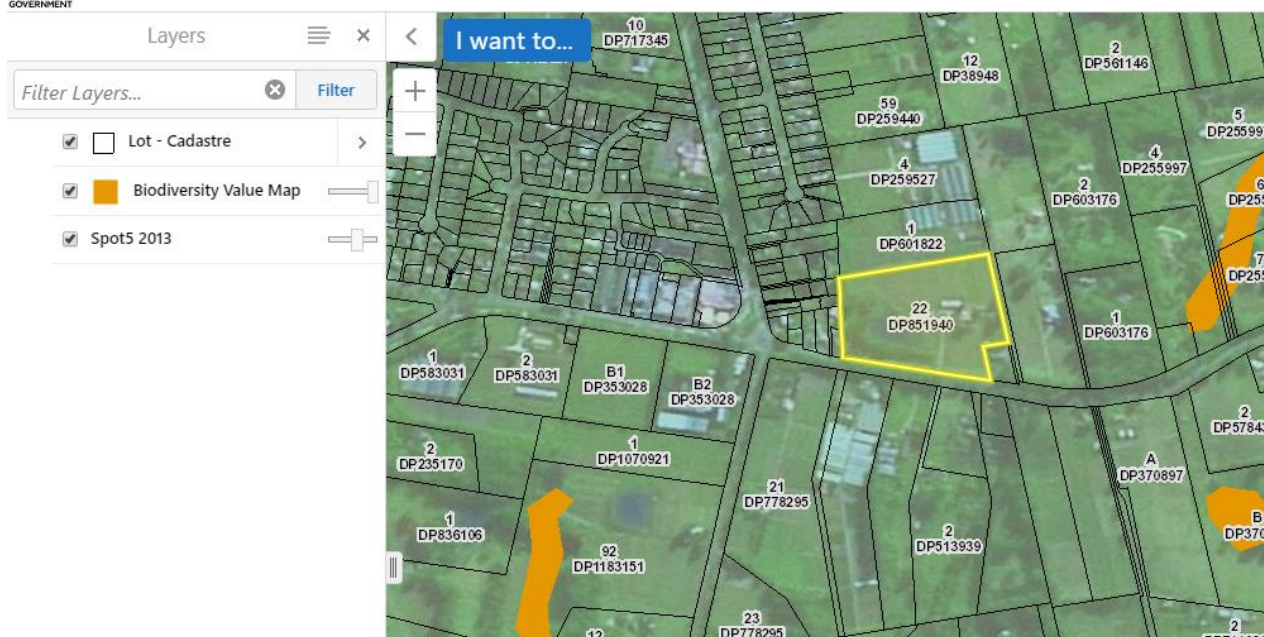 GOVERNMENT
Layers
I want to...
Filter Layers...
Filter
Lot - Cadastre
Biodiversity Value Map
Spot5 2013
10
DP717345
12
DP38948
2
DP561146
59
DP259440
5
4
DP259527
4
DP255997
2
DP603176
1
DP601822
22
DP851940
1
DP603176
1
DP583031
2
DP583031
B1
DP353028
B2
DP353028
2
1
DP1070921
2
DP235170
A
DP370897
21
DP778295
1
DP836106
2
DP513939
B
92
DP1183151
23
DP778295
2